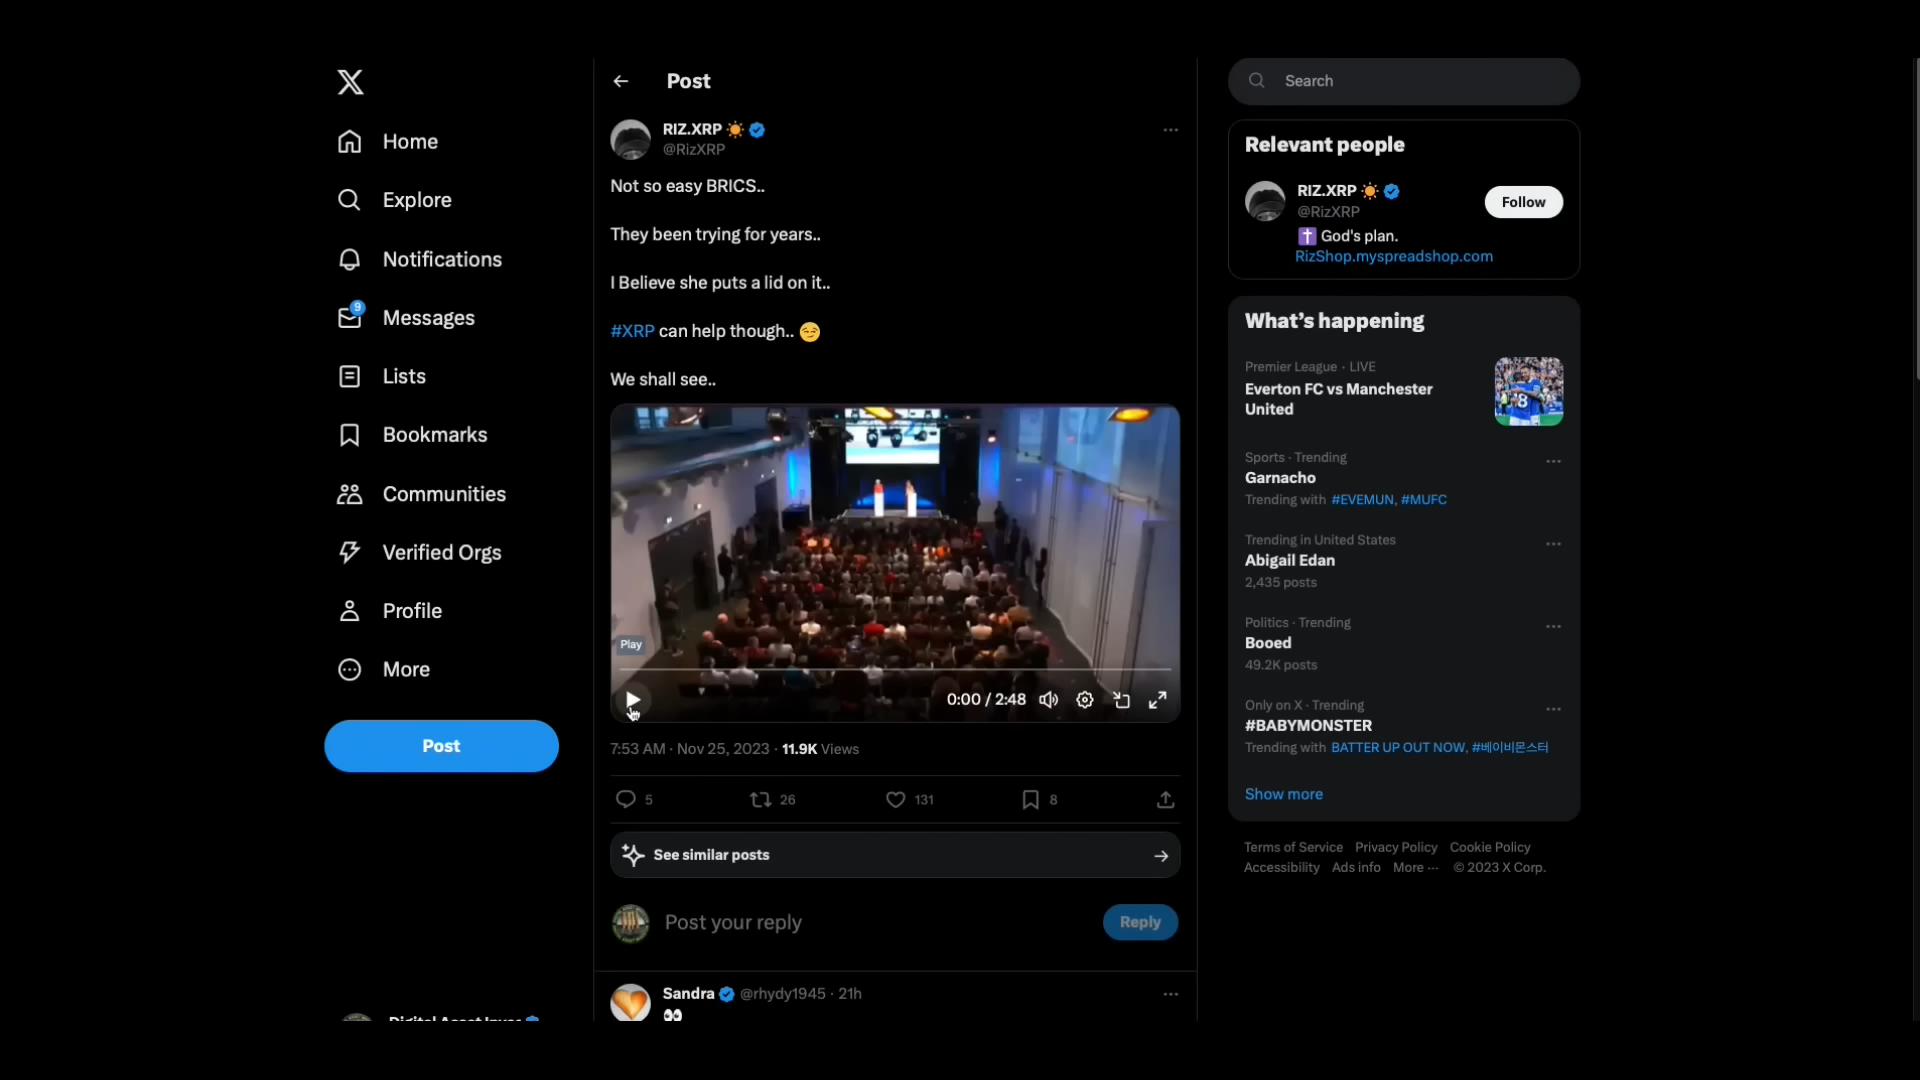 Home
Explore
Notifications
9
Messages
Lists
Bookmarks
Communities
Verified Orgs
Profile
More
Post
Post
RIZ.XRP
@RizXRP
Not so easy BRICS..
They been trying for years..
I Believe she puts a lid on it..
#XRP can help though.. 😏
We shall see..
Play
0:00 / 2:48
7:53 AM · Nov 25, 2023 · 11.9K Views
5 26 131 8
See similar posts
Post your reply
Reply
Sandra @rhydy1945 · 21h
👀
Search
Relevant people
RIZ.XRP
@RizXRP
Follow
✝️ God's plan.
RizShop.myspreadshop.com
What's happening
Premier League · LIVE
Everton FC vs Manchester
United
Sports · Trending
Garnacho
Trending with #EVEMUN, #MUFC
Trending in United States
Abigail Edan
2,435 posts
Politics · Trending
Booed
49.2K posts
Only on X · Trending
#BABYMONSTER
Trending with BATTER UP OUT NOW, #베이비몬스터
Show more
Terms of Service Privacy Policy Cookie Policy
Accessibility Ads info More ··· © 2023 X Corp.